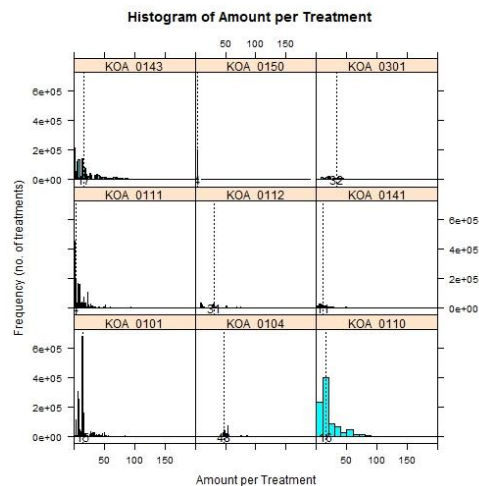 Histogram of Amount per Treatment
50 100 150
KOA_0143 KOA_0150 KOA_0301
6e+05
4e+05
2e+05
0e+00
4
32
KOA_0111 KOA_0112 KOA_0141
6e+05
4e+05
2e+05
0e+00
31
11
KOA_0101 KOA_0104 KOA_0110
6e+05
4e+05
2e+05
0e+00
48
16
50 100 150
50 100 150
Frequency (no. of treatments)
Amount per Treatment